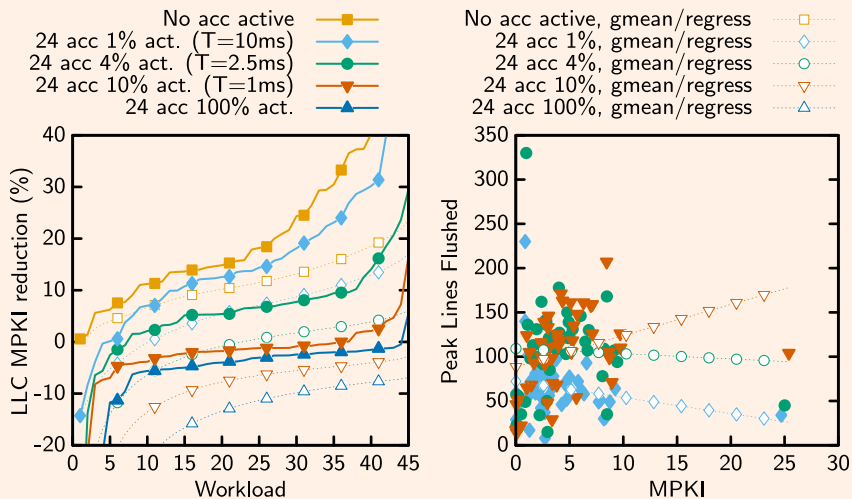 No acc active
24 acc 1% act. (T=10ms)
24 acc 4% act. (T=2.5ms)
24 acc 10% act. (T=1ms)
24 acc 100% act.
No acc active, gmean/regress
24 acc 1%, gmean/regress
24 acc 4%, gmean/regress
24 acc 10%, gmean/regress
24 acc 100%, gmean/regress
LLC MPKI reduction (%)
40
30
20
10
0
-10
-20
0 5 10 15 20 25 30 35 40 45
Workload
Peak Lines Flushed
350
300
250
200
150
100
50
0
0 5 10 15 20 25 30
MPKI